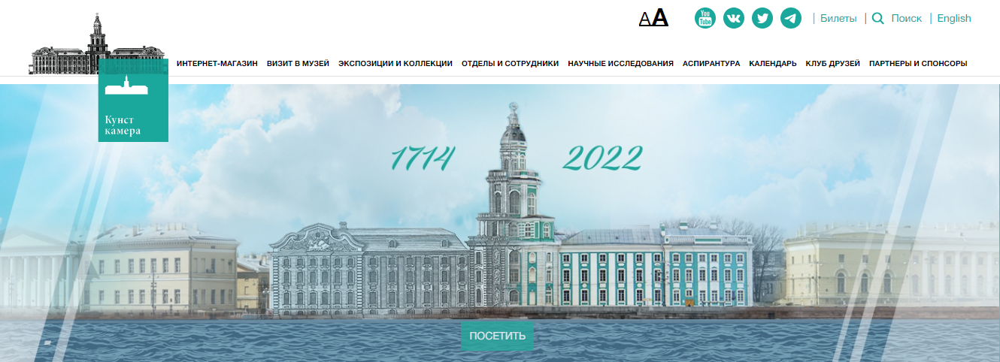 AA
You
Tube
Билеты
Поиск
English
ИНТЕРНЕТ-МАГАЗИН
ВИЗИТ В МУЗЕЙ
ЭКСПОЗИЦИИ И КОЛЛЕКЦИИ
ОТДЕЛЫ И СОТРУДНИКИ
НАУЧНЫЕ ИССЛЕДОВАНИЯ
АСПИРАНТУРА
КАЛЕНДАРЬ
КЛУБ ДРУЗЕЙ
ПАРТНЕРЫ И СПОНСОРЫ
Кунст
камера
1714
2022
ПОСЕТИТЬ